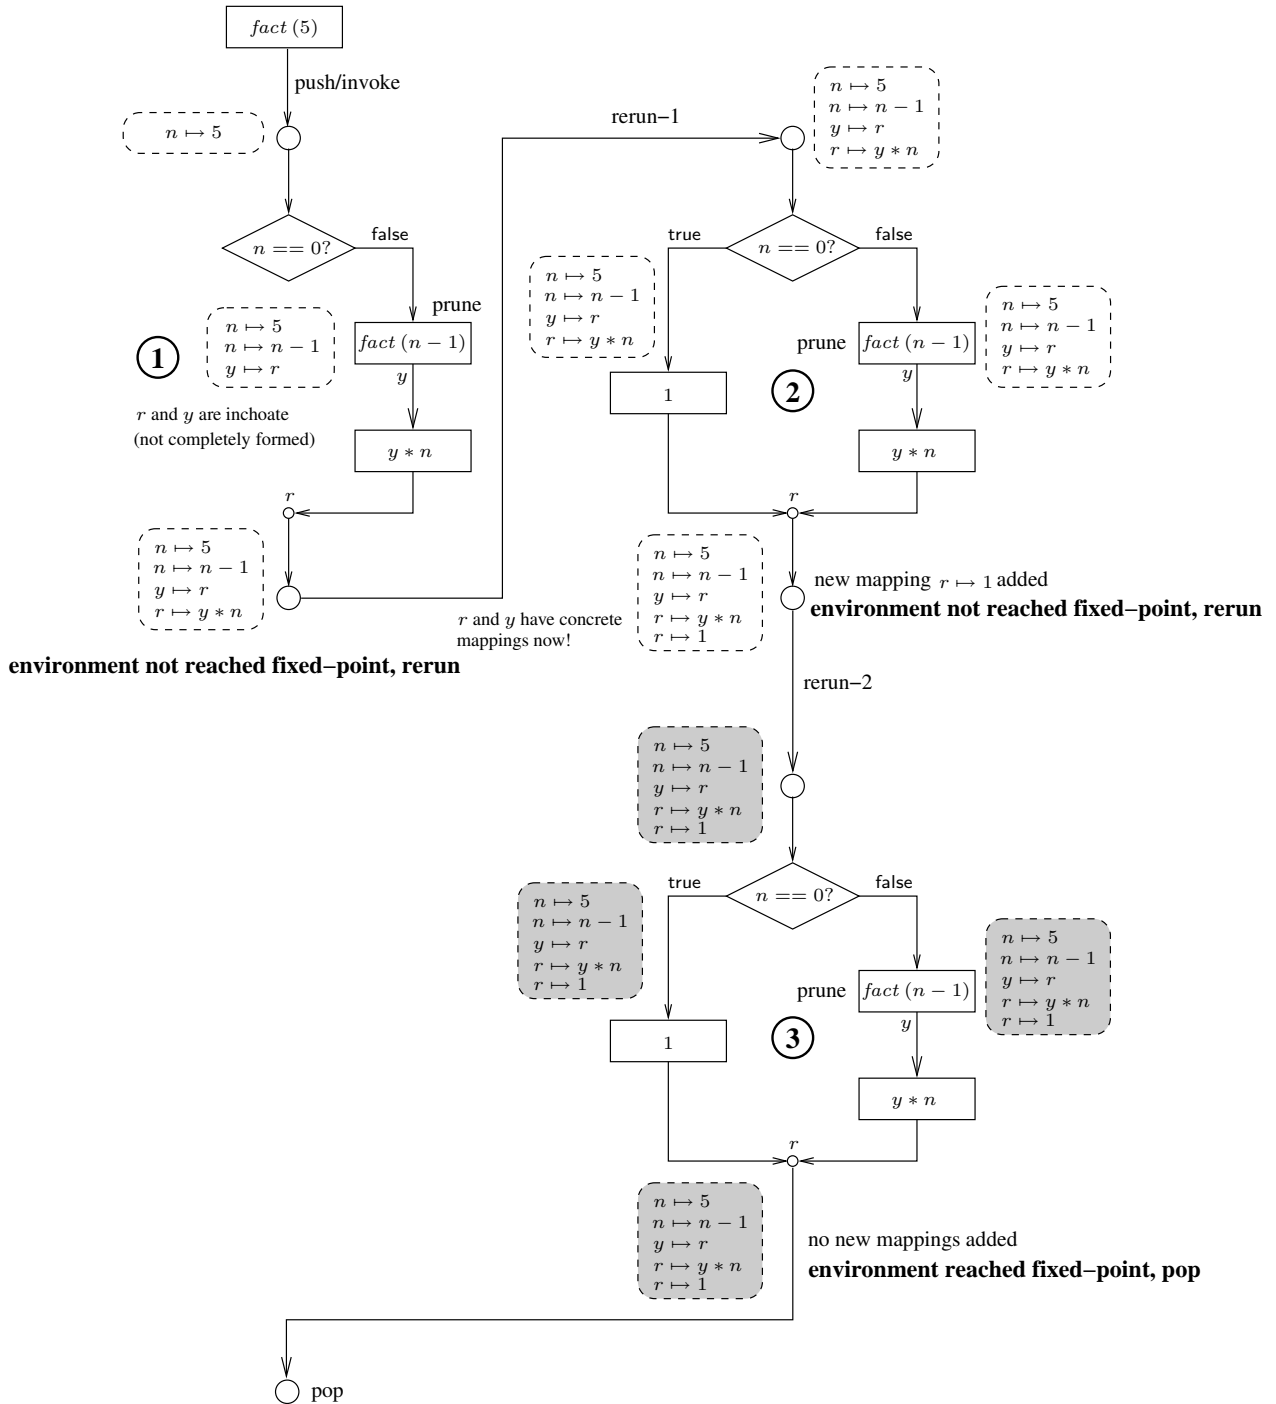 fact (5)
push/invoke
n ↦ 5
n == 0?
false
prune
n ↦ 5
n ↦ n − 1
y ↦ r
fact (n − 1)
1
y
r and y are inchoate
(not completely formed)
y ∗ n
r
n ↦ 5
n ↦ n − 1
y ↦ r
r ↦ y ∗ n
environment not reached fixed−point, rerun
r and y have concrete
mappings now!
rerun−1
n ↦ 5
n ↦ n − 1
y ↦ r
r ↦ y ∗ n
true
n == 0?
false
n ↦ 5
n ↦ n − 1
y ↦ r
r ↦ y ∗ n
prune
fact (n − 1)
n ↦ 5
n ↦ n − 1
y ↦ r
r ↦ y ∗ n
1
2
y
y ∗ n
r
n ↦ 5
n ↦ n − 1
y ↦ r
r ↦ y ∗ n
r ↦ 1
new mapping r ↦ 1 added
environment not reached fixed−point, rerun
rerun−2
n ↦ 5
n ↦ n − 1
y ↦ r
r ↦ y ∗ n
r ↦ 1
true
n == 0?
false
n ↦ 5
n ↦ n − 1
y ↦ r
r ↦ y ∗ n
r ↦ 1
prune
fact (n − 1)
n ↦ 5
n ↦ n − 1
y ↦ r
r ↦ y ∗ n
r ↦ 1
1
3
y
y ∗ n
r
n ↦ 5
n ↦ n − 1
y ↦ r
r ↦ y ∗ n
r ↦ 1
no new mappings added
environment reached fixed−point, pop
pop